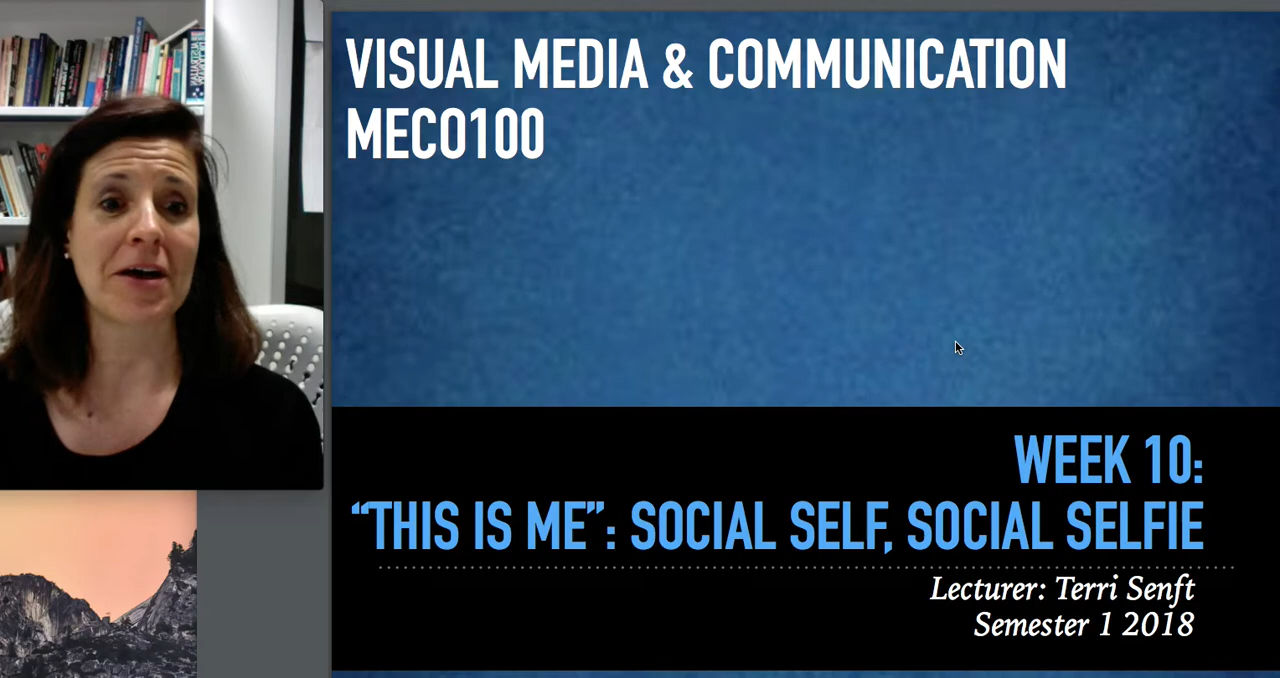 VISUAL MEDIA & COMMUNICATION
MECO100
WEEK 10:
“THIS IS ME”: SOCIAL SELF, SOCIAL SELFIE
Lecturer: Terri Senft
Semester 1 2018